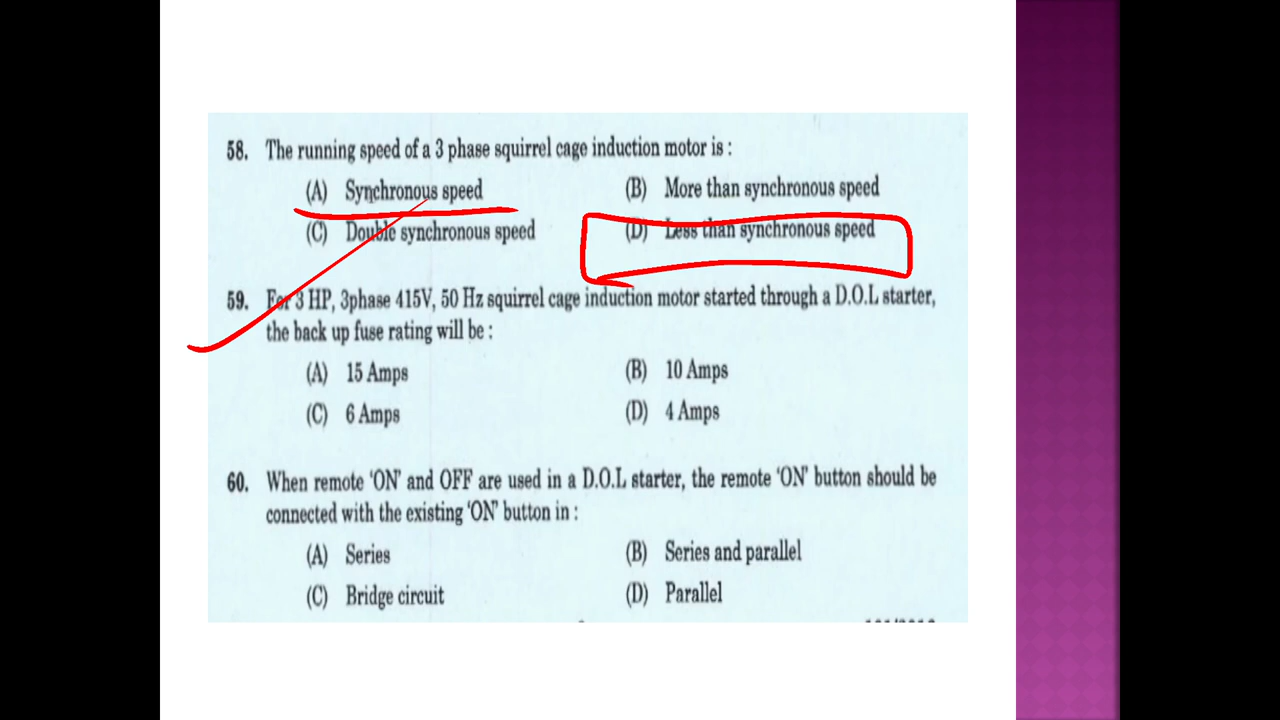 58. The running speed of a 3 phase squirrel cage induction motor is :
(A) Synchronous speed (B) More than synchronous speed
(C) Double synchronous speed (D) Less than synchronous speed
59. For 3 HP, 3phase 415V, 50 Hz squirrel cage induction motor started through a D.O.L starter,
the back up fuse rating will be :
(A) 15 Amps (B) 10 Amps
(C) 6 Amps (D) 4 Amps
60. When remote 'ON' and OFF are used in a D.O.L starter, the remote 'ON' button should be
connected with the existing 'ON' button in :
(A) Series (B) Series and parallel
(C) Bridge circuit (D) Parallel